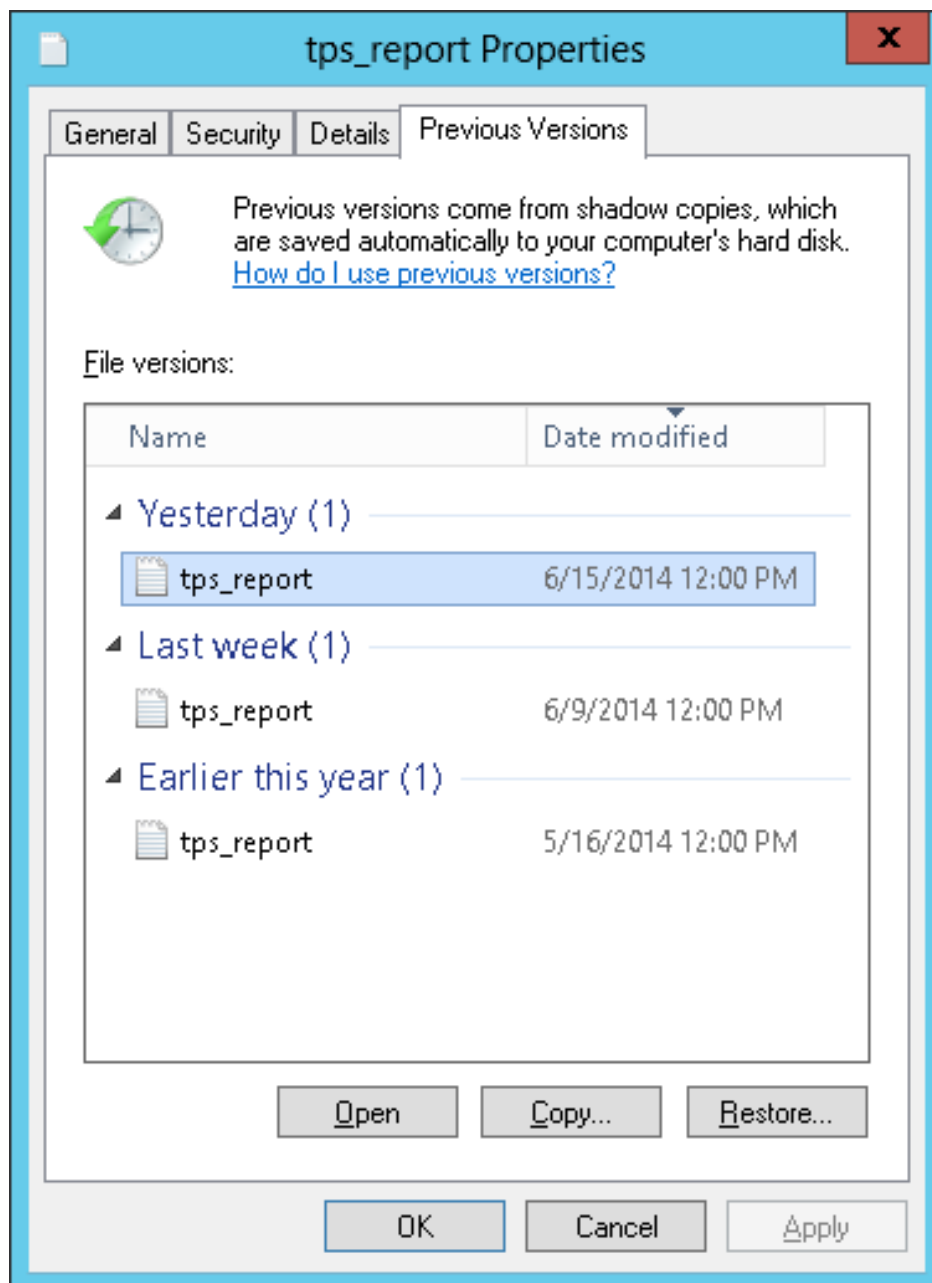 tps_report Properties
x
General Security Details Previous Versions
Previous versions come from shadow copies, which
are saved automatically to your computer's hard disk.
How do I use previous versions?
File versions:
Name Date modified
Yesterday (1)
tps_report 6/15/2014 12:00 PM
Last week (1)
tps_report 6/9/2014 12:00 PM
Earlier this year (1)
tps_report 5/16/2014 12:00 PM
Open Copy... Restore...
OK Cancel Apply